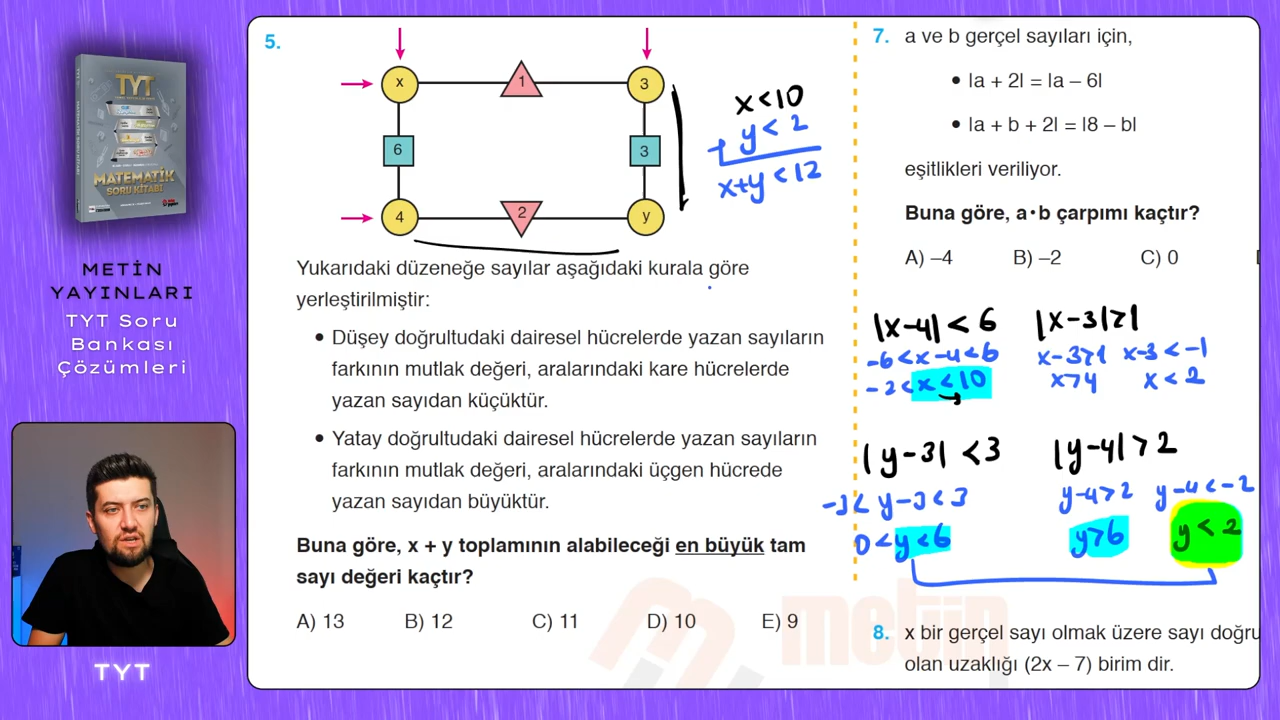 TYT
MATEMATİK
SORU KİTABI
METİN
YAYINLARI
TYT Soru
Bankası
Çözümleri
TYT
5.
x
1
3
6
3
4
2
y
x<10
+ y<2
x+y<12
Yukarıdaki düzeneğe sayılar aşağıdaki kurala göre
yerleştirilmiştir:
• Düşey doğrultudaki dairesel hücrelerde yazan sayıların
farkının mutlak değeri, aralarındaki kare hücrelerde
yazan sayıdan küçüktür.
• Yatay doğrultudaki dairesel hücrelerde yazan sayıların
farkının mutlak değeri, aralarındaki üçgen hücrede
yazan sayıdan büyüktür.
Buna göre, x + y toplamının alabileceği en büyük tam
sayı değeri kaçtır?
A) 13 B) 12 C) 11 D) 10 E) 9
7. a ve b gerçel sayıları için,
• |a + 2| = |a – 6|
• |a + b + 2| = |8 – b|
eşitlikleri veriliyor.
Buna göre, a·b çarpımı kaçtır?
A) –4 B) –2 C) 0
|x-4| < 6 |x-3|>1
-6<x-4<6 x-3>1 x-3<-1
-2<x<10 x>4 x<2
|y-3| <3 |y-4|>2
-3<y-3<3 y-4>2 y-4<-2
0<y<6 y>6 y<2
metin
8. x bir gerçel sayı olmak üzere sayı doğru
olan uzaklığı (2x – 7) birim dir.